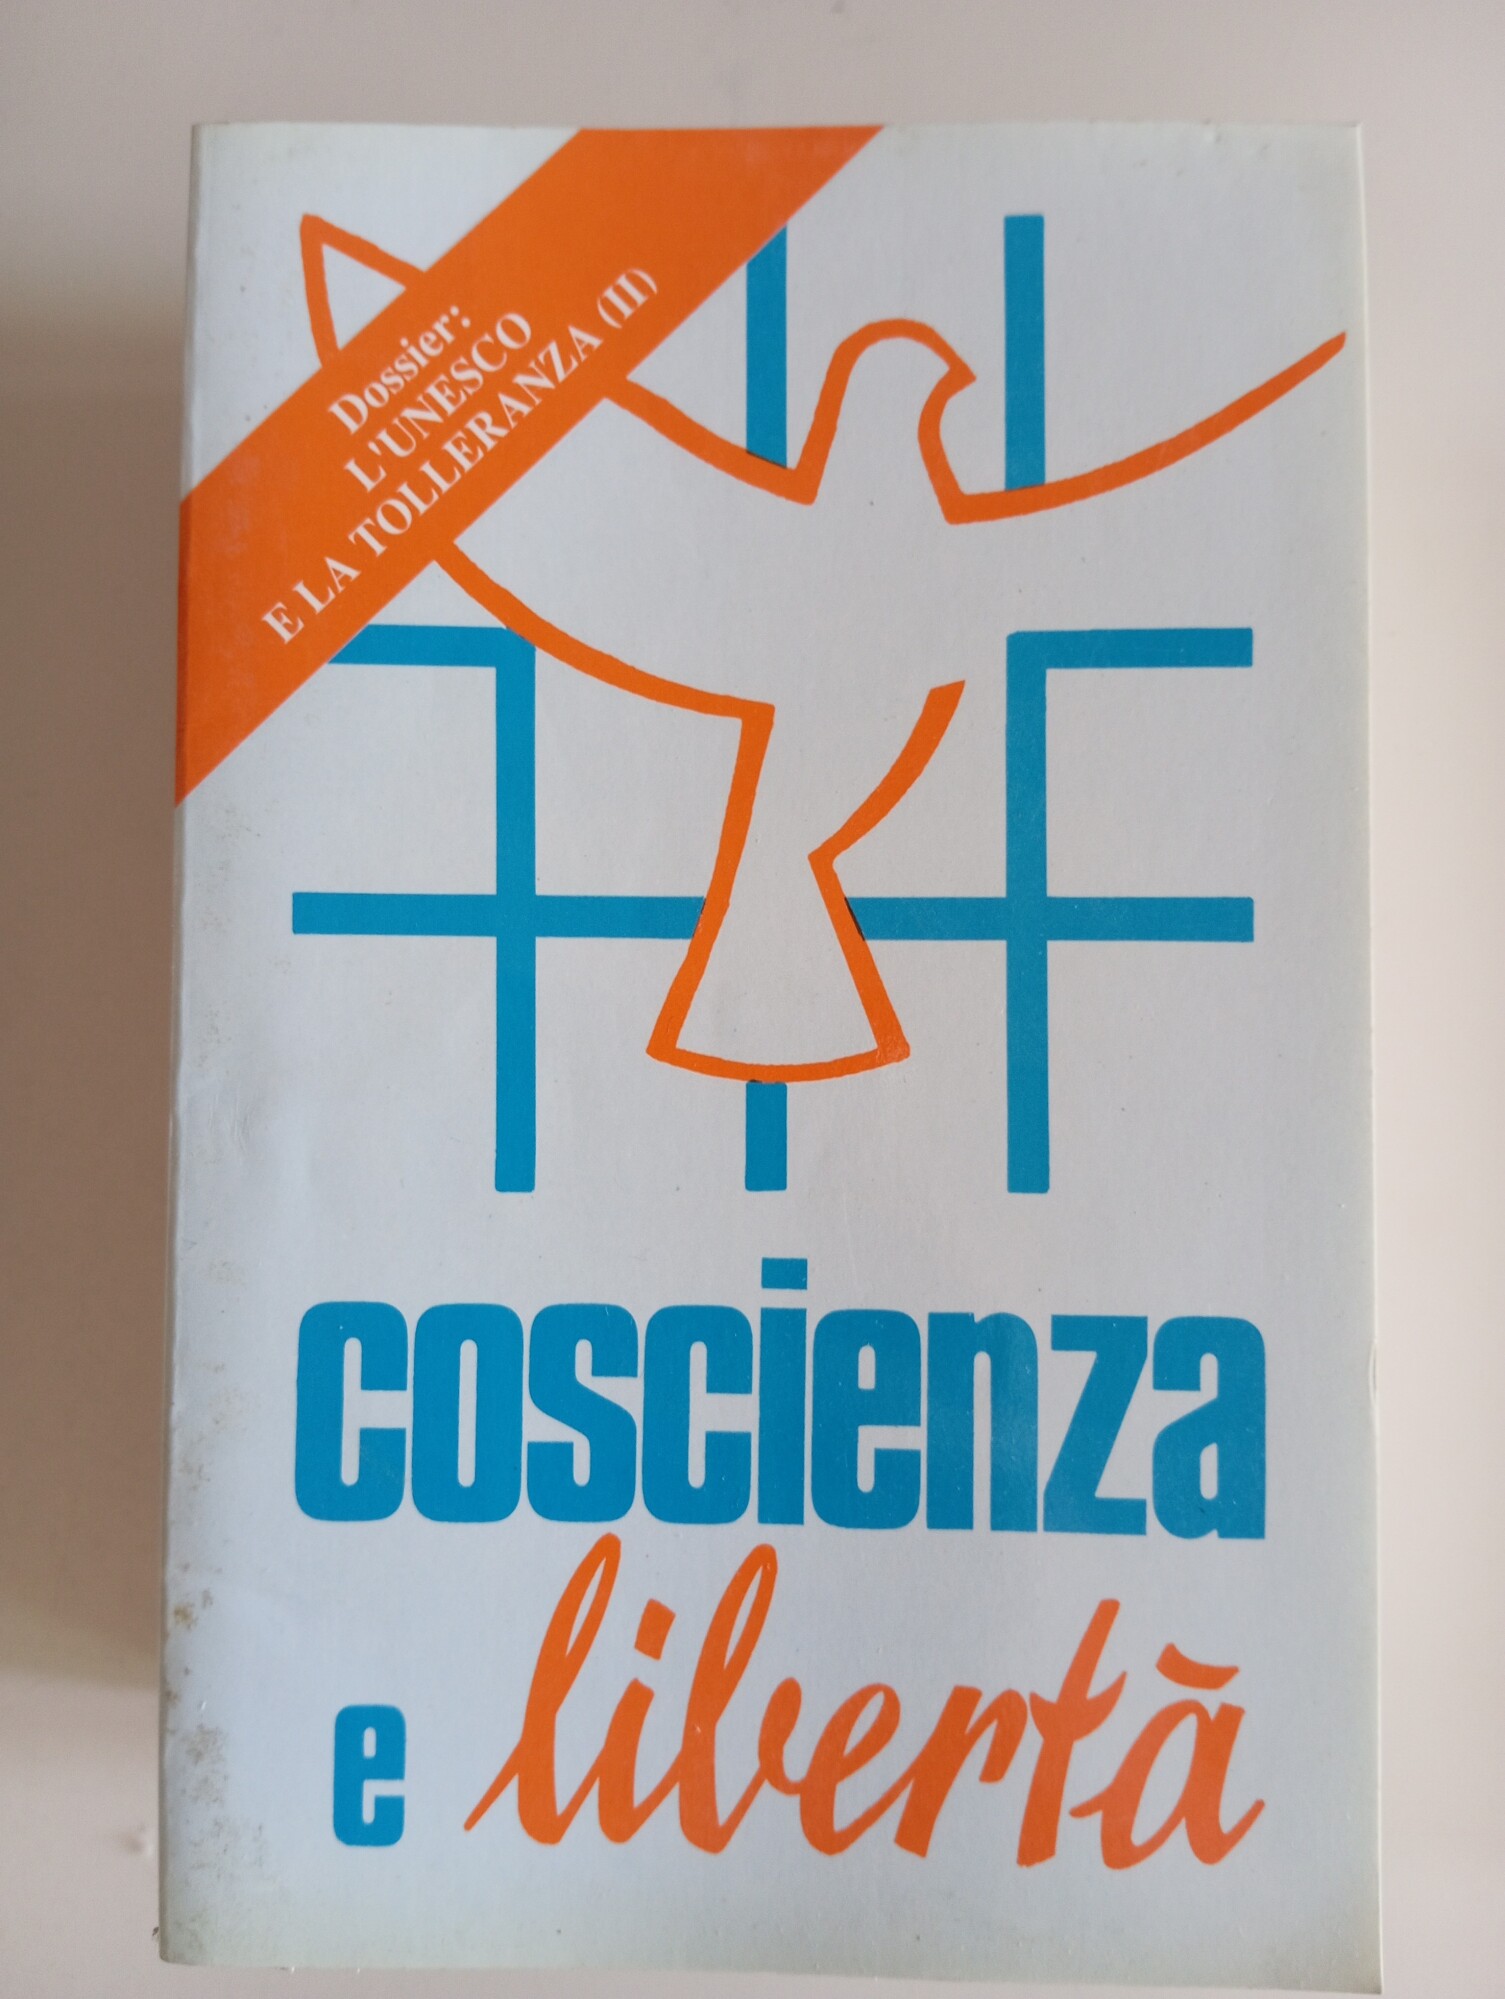 Dossier:
L'UNESCO
E LA TOLLERANZA (II)
coscienza
e libertà